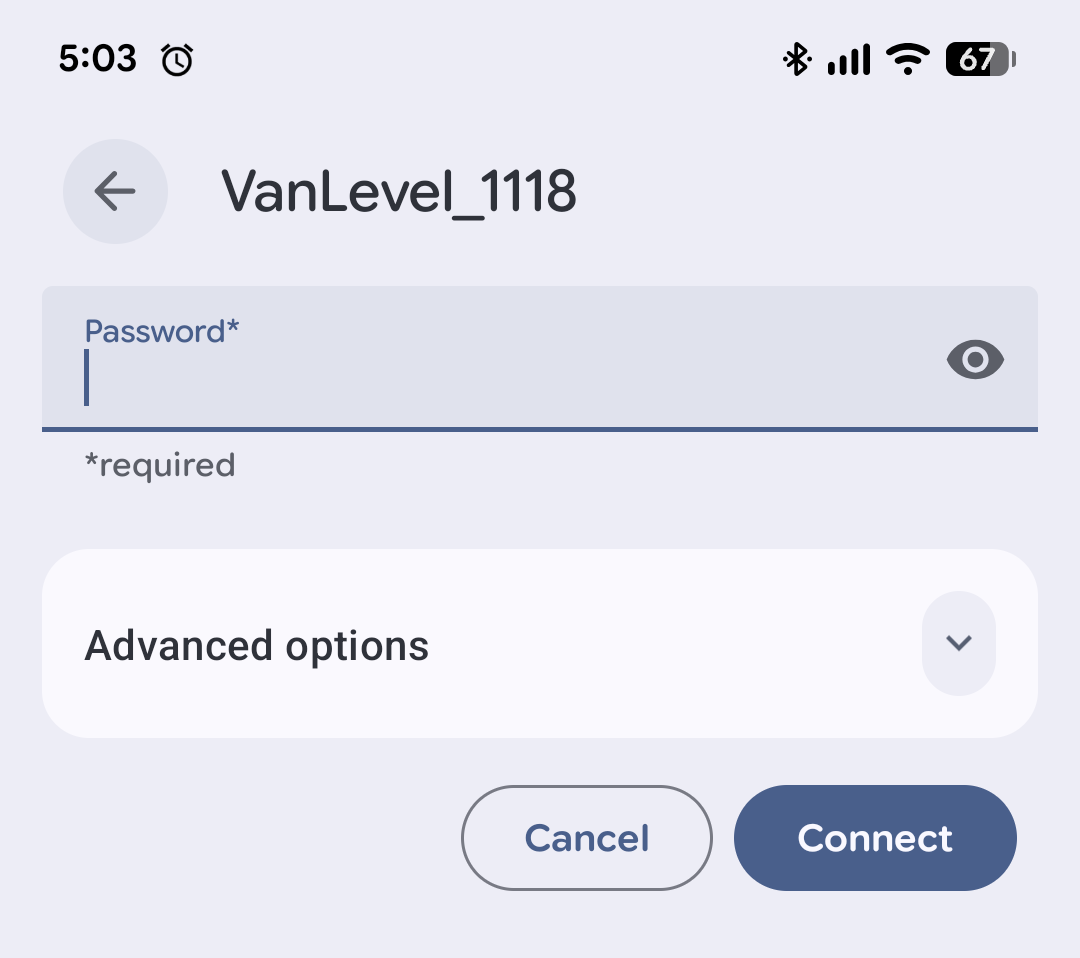 5:03
67
VanLevel_1118
Password*
*required
Advanced options
Cancel
Connect